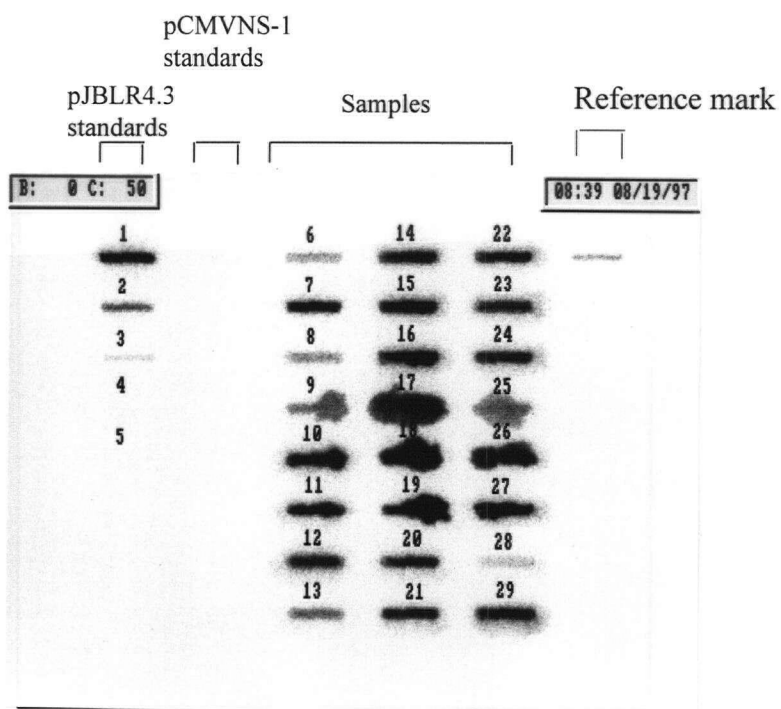 pCMVNS-1
standards
pJBLR4.3
standards
Samples
Reference mark
B: 0 C: 50
08:39 08/19/97
1 6 14 22
2 7 15 23
3 8 16 24
4 9 17 25
5 10 18 26
11 19 27
12 20 28
13 21 29